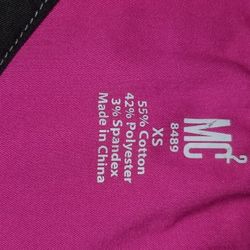 MC²
8489
XS
55% Cotton
42% Polyester
3% Spandex
Made in China